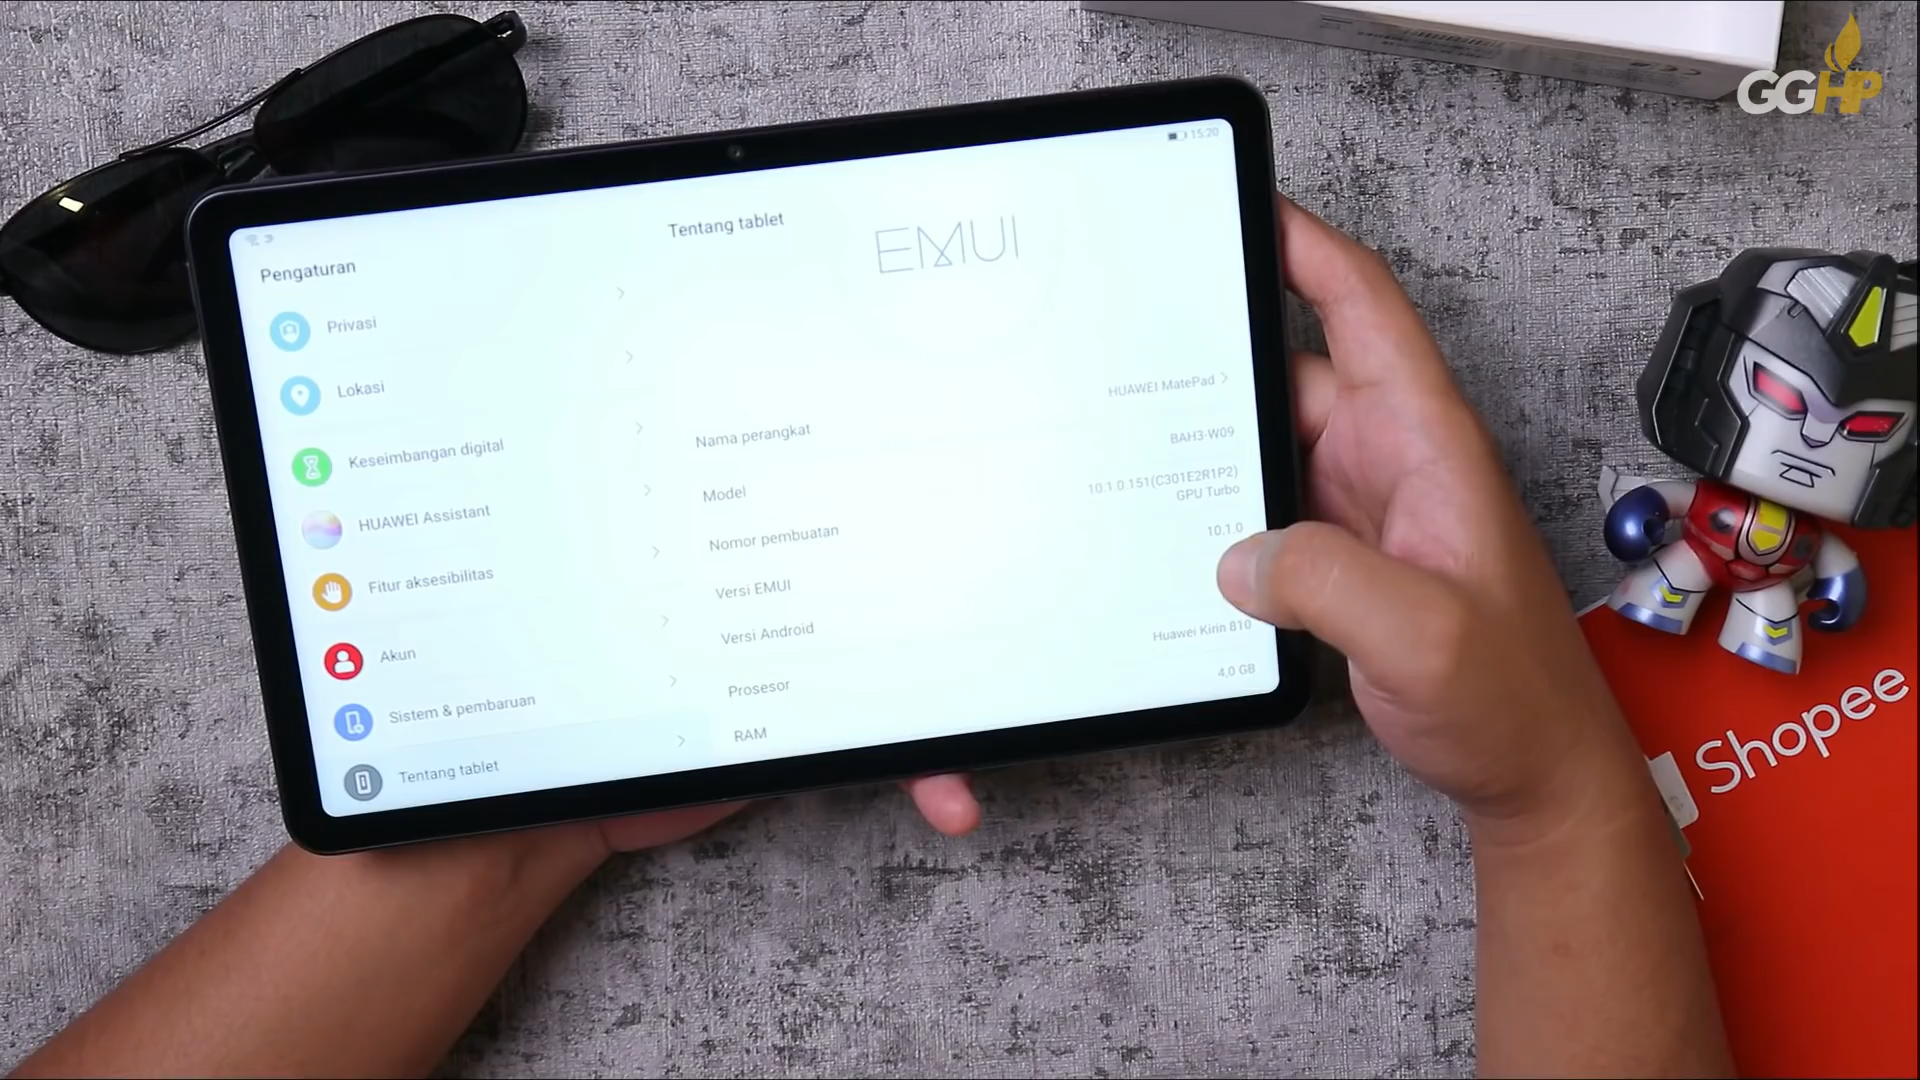 GGHP
15:20
Pengaturan
Privasi
Lokasi
Keseimbangan digital
HUAWEI Assistant
Fitur aksesibilitas
Akun
Sistem & pembaruan
Tentang tablet
Tentang tablet
EMUI
Nama perangkat
HUAWEI MatePad
Model
BAH3-W09
Nomor pembuatan
10.1.0.151(C301E2R1P2)
GPU Turbo
Versi EMUI
10.1.0
Versi Android
Prosesor
Huawei Kirin 810
RAM
4,0 GB
Shopee